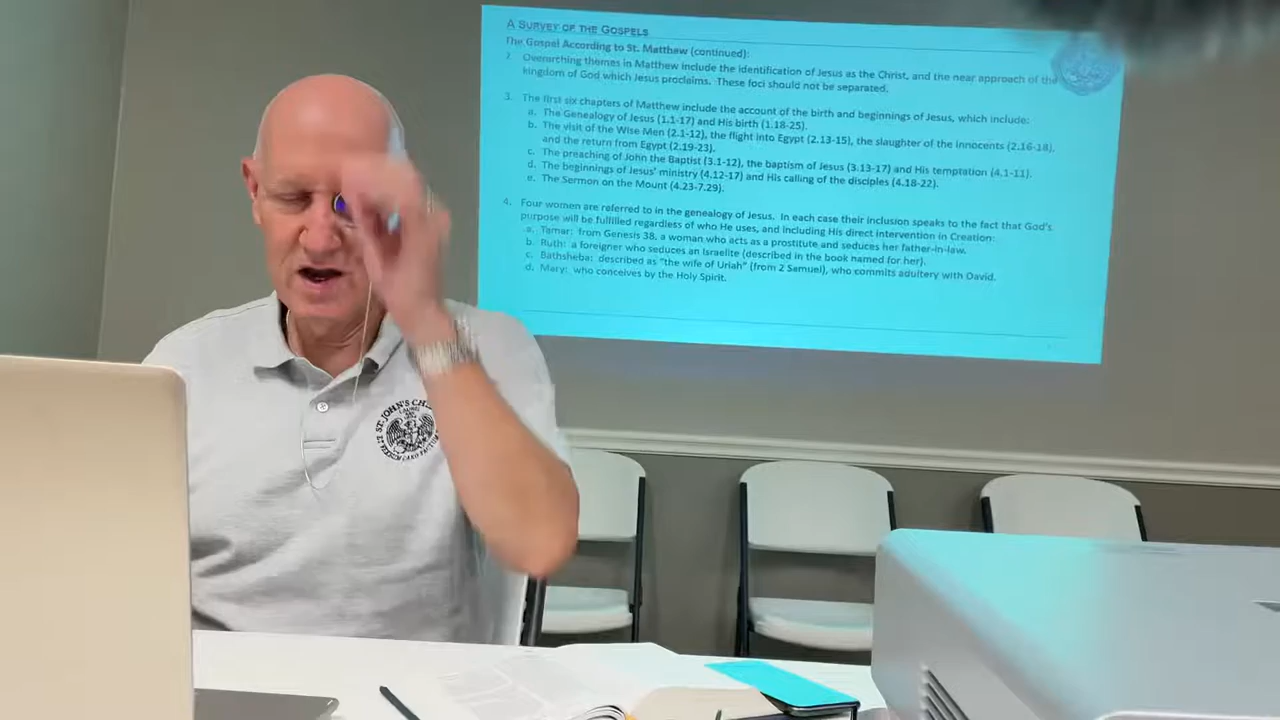 A SURVEY OF THE GOSPELS
The Gospel According to St. Matthew (continued):
2. Overarching themes in Matthew include the identification of Jesus as the Christ, and the near approach of the
kingdom of God which Jesus proclaims. These foci should not be separated.
3. The first six chapters of Matthew include the account of the birth and beginnings of Jesus, which include:
a. The Genealogy of Jesus (1.1-17) and His birth (1.18-25).
b. The visit of the Wise Men (2.1-12), the flight into Egypt (2.13-15), the slaughter of the innocents (2.16-18),
and the return from Egypt (2.19-23).
c. The preaching of John the Baptist (3.1-12), the baptism of Jesus (3.13-17) and His temptation (4.1-11).
d. The beginnings of Jesus' ministry (4.12-17) and His calling of the disciples (4.18-22).
e. The Sermon on the Mount (4.23-7.29).
4. Four women are referred to in the genealogy of Jesus. In each case their inclusion speaks to the fact that God's
purpose will be fulfilled regardless of who He uses, and including His direct intervention in Creation:
a. Tamar: from Genesis 38, a woman who acts as a prostitute and seduces her father-in-law.
b. Ruth: a foreigner who seduces an Israelite (described in the book named for her).
c. Bathsheba: described as "the wife of Uriah" (from 2 Samuel), who commits adultery with David.
d. Mary: who conceives by the Holy Spirit.
ST. JOHN'S